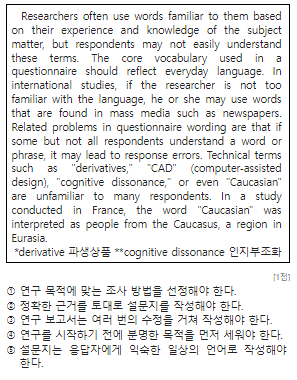 Researchers often use words familiar to them based
on their experience and knowledge of the subject
matter, but respondents may not easily understand
these terms. The core vocabulary used in a
questionnaire should reflect everyday language. In
international studies, if the researcher is not too
familiar with the language, he or she may use words
that are found in mass media such as newspapers.
Related problems in questionnaire wording are that if
some but not all respondents understand a word or
phrase, it may lead to response errors. Technical terms
such as "derivatives," "CAD" (computer-assisted
design), "cognitive dissonance," or even "Caucasian"
are unfamiliar to many respondents. In a study
conducted in France, the word "Caucasian" was
interpreted as people from the Caucasus, a region in
Eurasia.
*derivative 파생상품 **cognitive dissonance 인지부조화
[1전]
① 연구 목적에 맞는 조사 방법을 선정해야 한다.
② 정확한 근거를 토대로 설문지를 작성해야 한다.
③ 연구 보고서는 여러 번의 수정을 거쳐 작성해야 한다.
④ 연구를 시작하기 전에 분명한 목적을 먼저 세워야 한다.
⑤ 설문지는 응답자에게 익숙한 일상의 언어로 작성해야
한다.